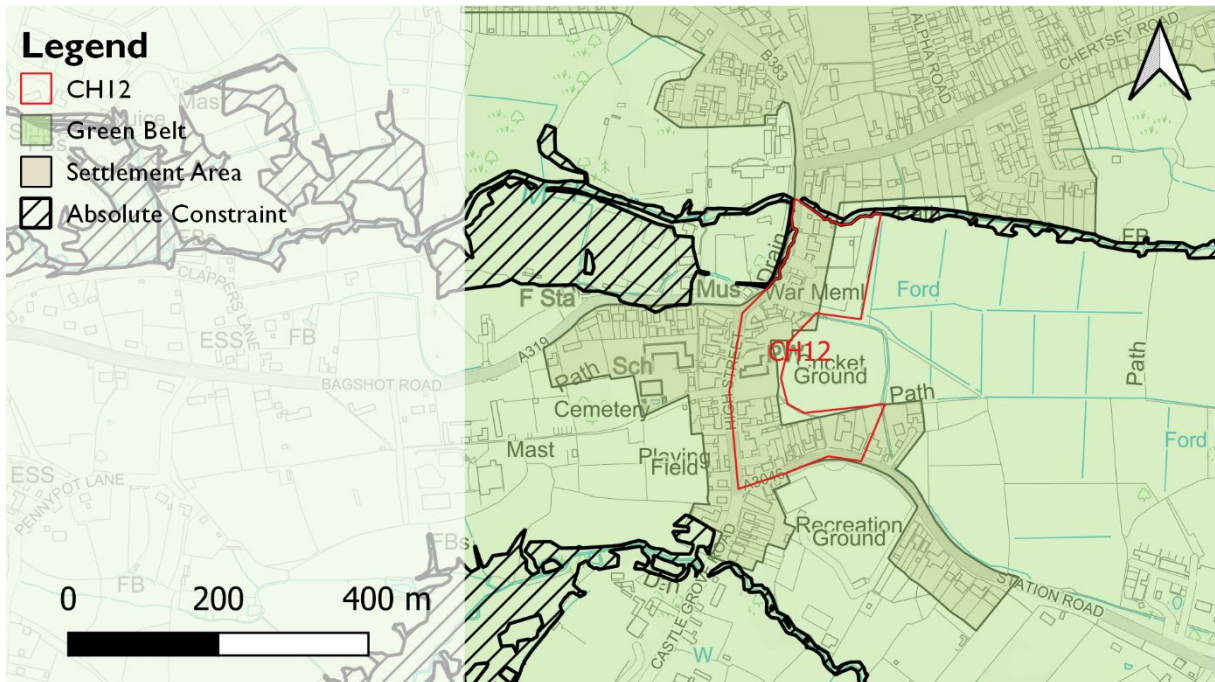 Legend
CH12
Green Belt
Settlement Area
Absolute Constraint
0 200 400 m
Mast
FBs
CLAPPERS LANE
ESS
FB
A319
BAGSHOT ROAD
Mast
ESS
PENNYPOT LANE
FB
FBs
B383
ALPHA ROAD
CHERTSEY ROAD
Path
FB
Drain
F Sta
Mus
War Meml
Ford
CH12
Cricket
Ground
Path
Sch
HIGH STREET
Path
Path
Cemetery
Playing
Field
A3046
Ford
Recreation
Ground
STATION ROAD
CASTLE GROVE ROAD
W